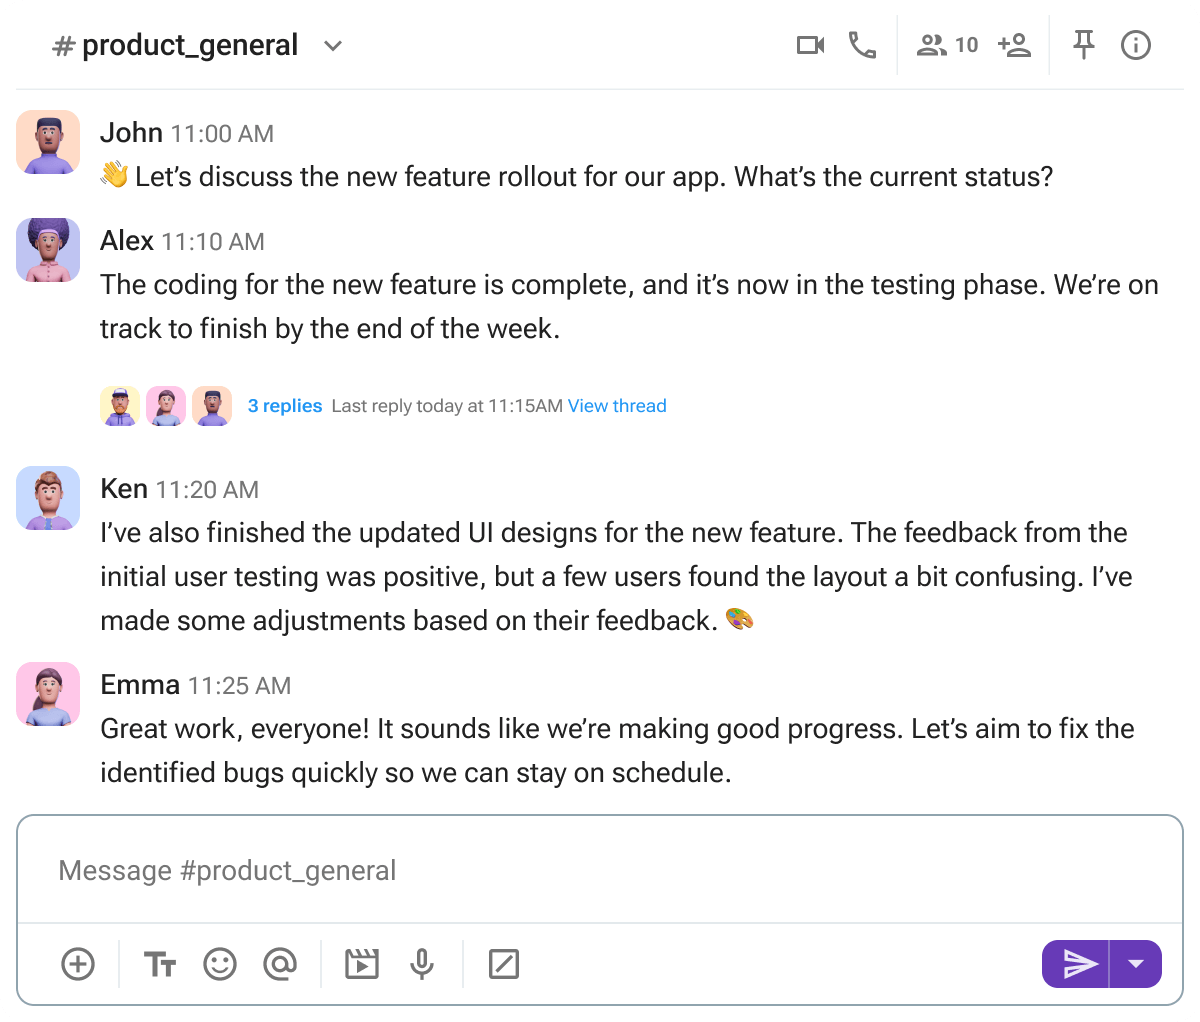 # product_general
10
John 11:00 AM
👋 Let’s discuss the new feature rollout for our app. What’s the current status?
Alex 11:10 AM
The coding for the new feature is complete, and it’s now in the testing phase. We’re on
track to finish by the end of the week.
3 replies Last reply today at 11:15AM View thread
Ken 11:20 AM
I’ve also finished the updated UI designs for the new feature. The feedback from the
initial user testing was positive, but a few users found the layout a bit confusing. I’ve
made some adjustments based on their feedback. 🎨
Emma 11:25 AM
Great work, everyone! It sounds like we’re making good progress. Let’s aim to fix the
identified bugs quickly so we can stay on schedule.
Message #product_general